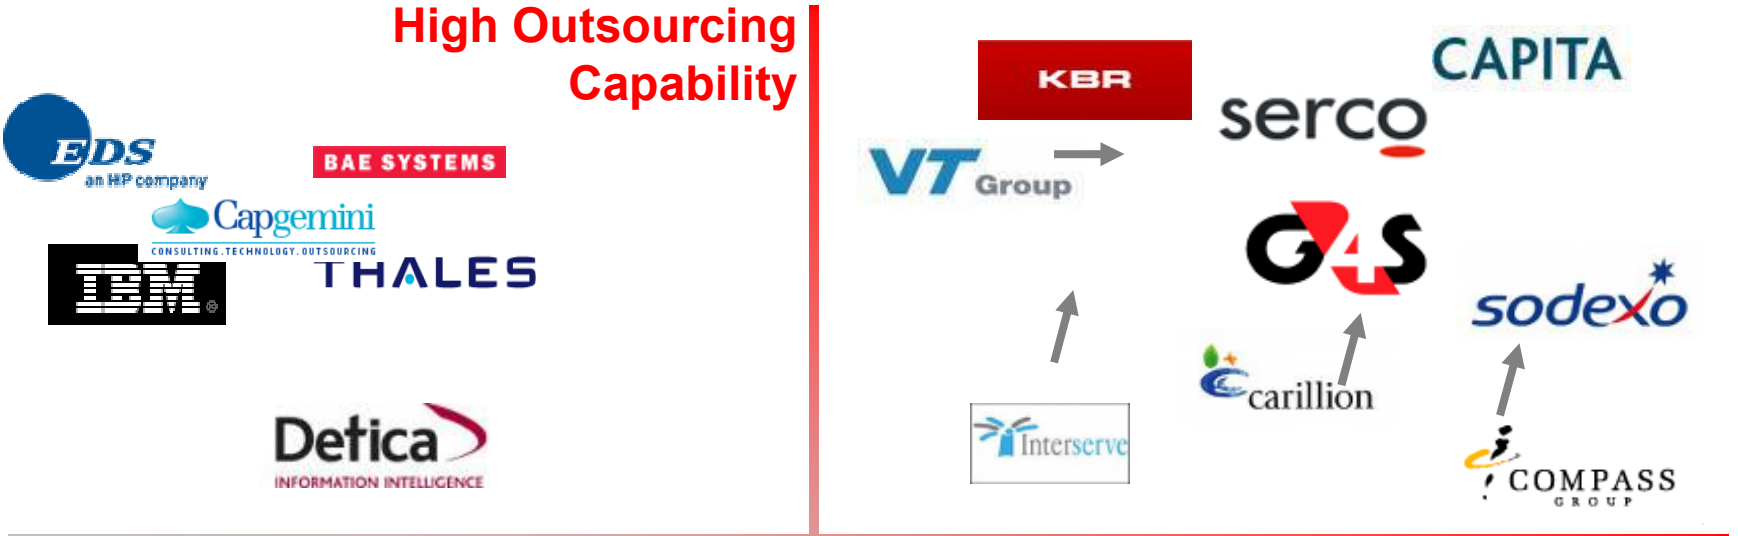 High Outsourcing
Capability
EDS
an HP company
BAE SYSTEMS
Capgemini
CONSULTING.TECHNOLOGY.OUTSOURCING
IBM®
THALES
Detica
INFORMATION INTELLIGENCE
KBR
CAPITA
serco
VT Group
G4S
sodexo
carillion
Interserve
COMPASS
GROUP